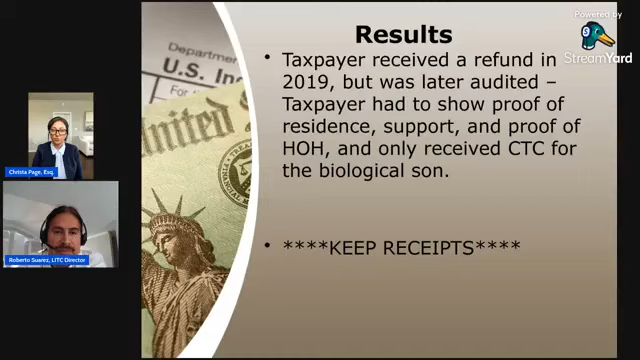 Powered by
StreamYard
Results
• Taxpayer received a refund in
2019, but was later audited –
Taxpayer had to show proof of
residence, support, and proof of
HOH, and only received CTC for
the biological son.
• ****KEEP RECEIPTS****
Departm
U.S. In
For
United
Christa Page, Esq.
Roberto Suarez, LITC Director